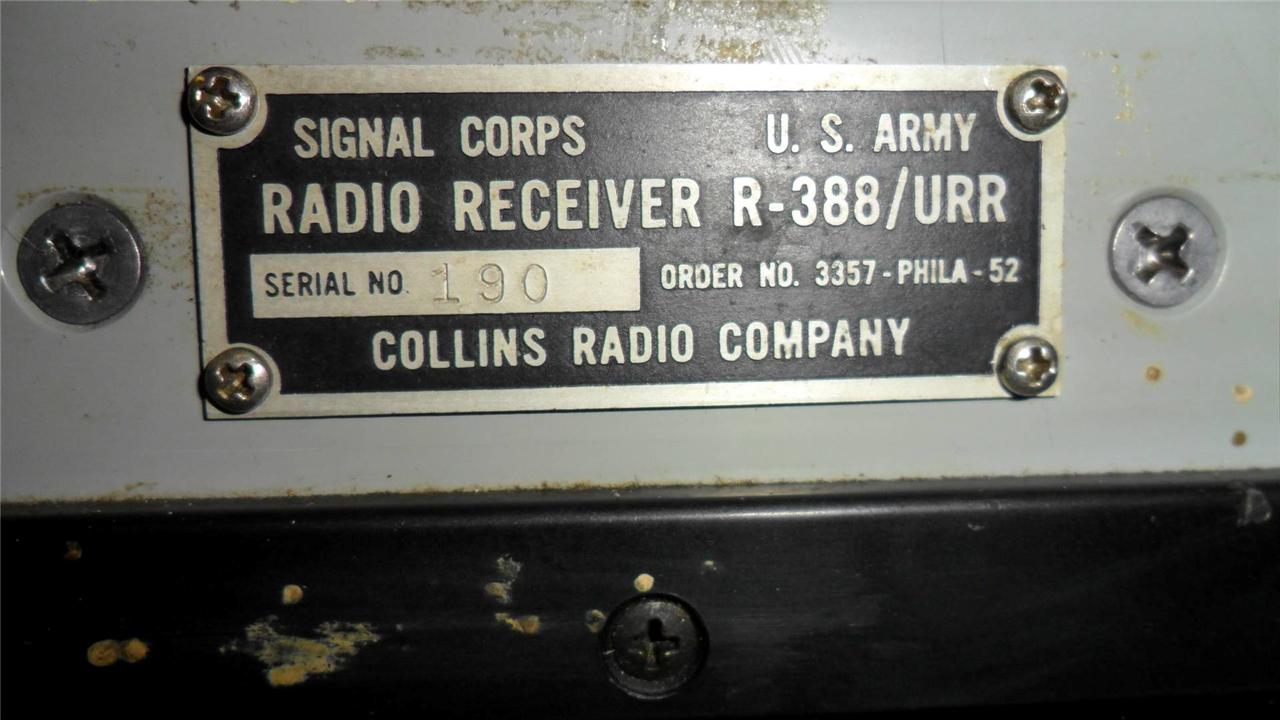 SIGNAL CORPS U. S. ARMY
RADIO RECEIVER R-388/URR
SERIAL NO. 190 ORDER NO. 3357-PHILA-52
COLLINS RADIO COMPANY